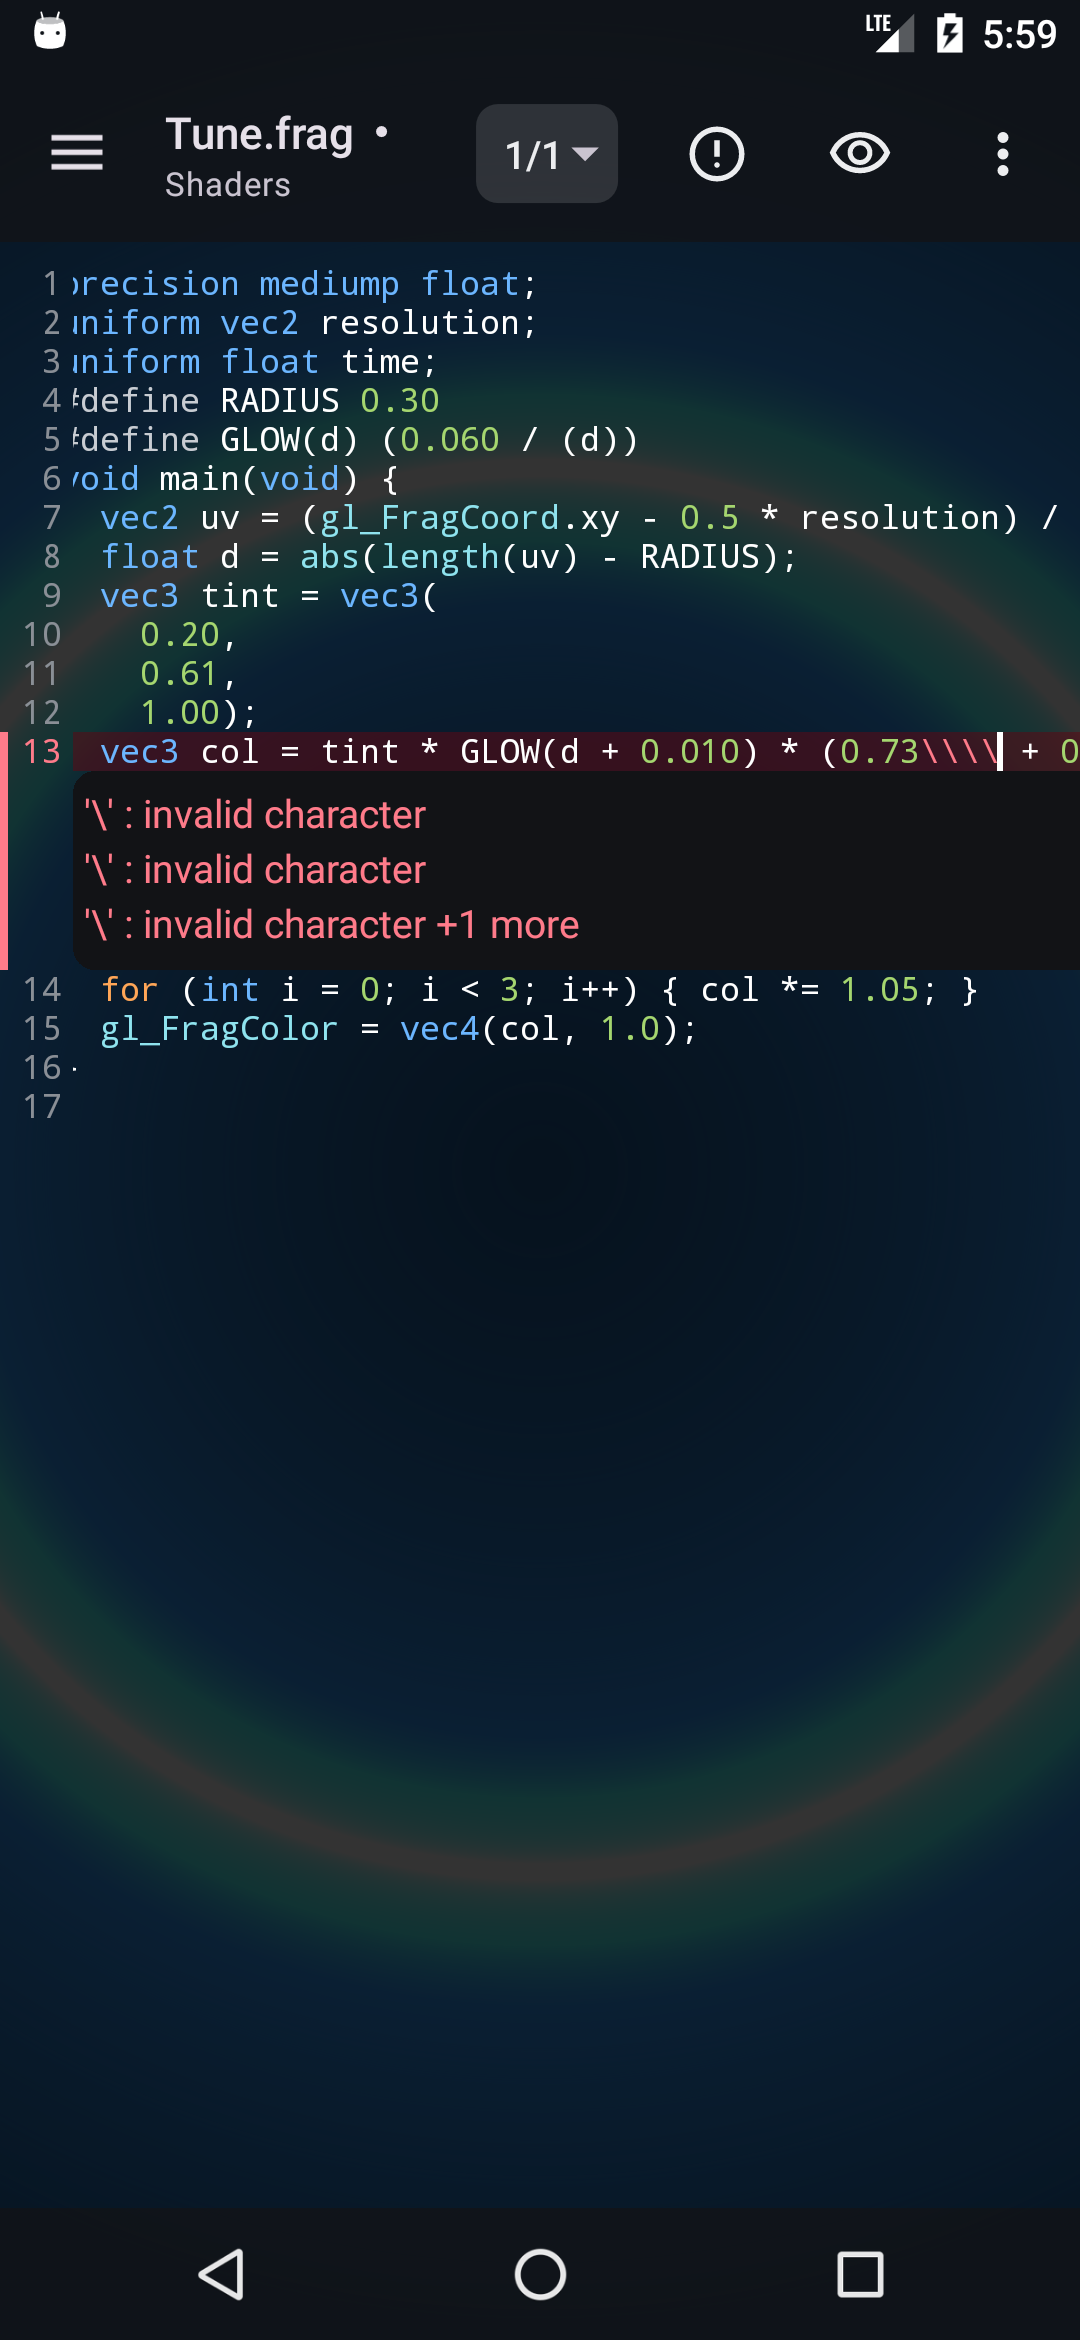 LTE 5:59
Tune.frag •
Shaders
1/1
1 precision mediump float;
2 uniform vec2 resolution;
3 uniform float time;
4 #define RADIUS 0.30
5 #define GLOW(d) (0.060 / (d))
6 void main(void) {
7 vec2 uv = (gl_FragCoord.xy - 0.5 * resolution) /
8 float d = abs(length(uv) - RADIUS);
9 vec3 tint = vec3(
10 0.20,
11 0.61,
12 1.00);
13 vec3 col = tint * GLOW(d + 0.010) * (0.73\\\\ + 0
'\' : invalid character
'\' : invalid character
'\' : invalid character +1 more
14 for (int i = 0; i < 3; i++) { col *= 1.05; }
15 gl_FragColor = vec4(col, 1.0);
16
17